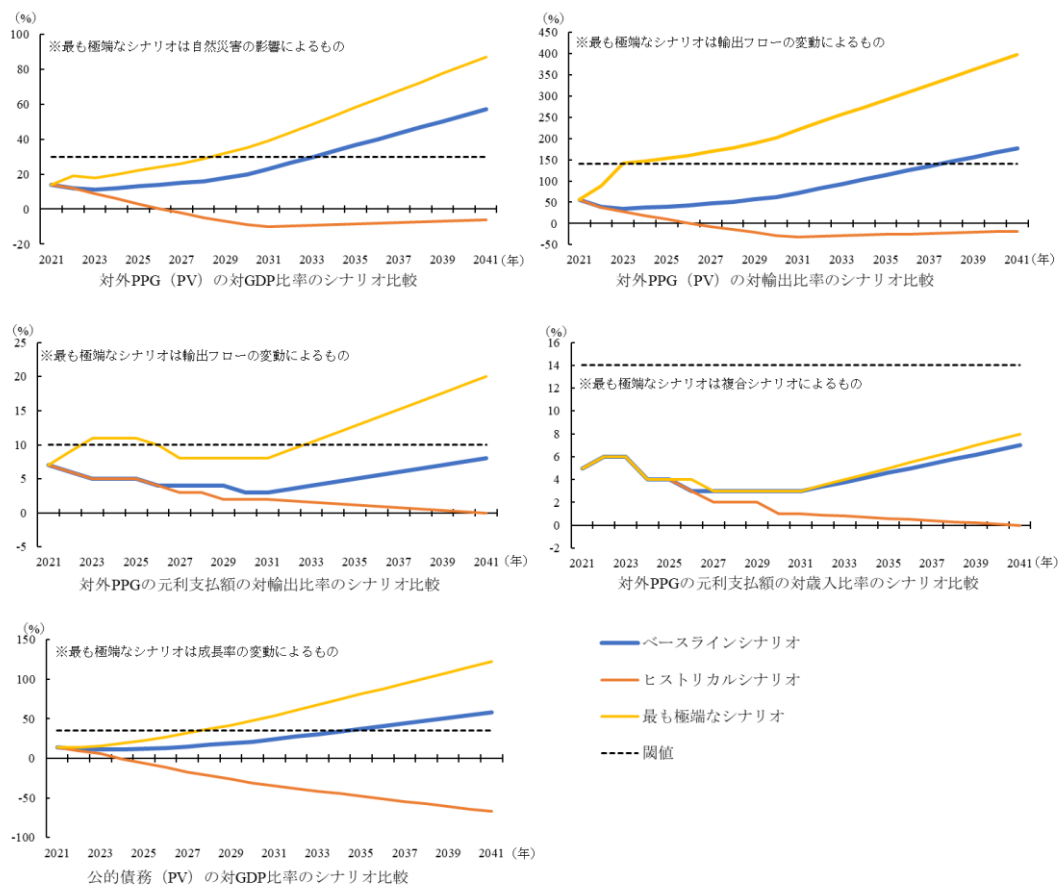 (%)
※最も極端なシナリオは自然災害の影響によるもの
100
80
60
40
20
0
-20
2021 2023 2025 2027 2029 2031 2033 2035 2037 2039 2041 (年)
対外PPG（PV）の対GDP比率のシナリオ比較
(%)
※最も極端なシナリオは輸出フローの変動によるもの
450
400
350
300
250
200
150
100
50
0
-50
2021 2023 2025 2027 2029 2031 2033 2035 2037 2039 2041 (年)
対外PPG（PV）の対輸出比率のシナリオ比較
(%)
※最も極端なシナリオは輸出フローの変動によるもの
25
20
15
10
5
0
-5
2021 2023 2025 2027 2029 2031 2033 2035 2037 2039 2041 (年)
対外PPGの元利支払額の対輸出比率のシナリオ比較
(%)
16
14
※最も極端なシナリオは複合シナリオによるもの
12
10
8
6
4
2
0
-2
2021 2023 2025 2027 2029 2031 2033 2035 2037 2039 2041 (年)
対外PPGの元利支払額の対歳入比率のシナリオ比較
(%)
150
※最も極端なシナリオは成長率の変動によるもの
100
50
0
-50
-100
2021 2023 2025 2027 2029 2031 2033 2035 2037 2039 2041 (年)
公的債務（PV）の対GDP比率のシナリオ比較
ベースラインシナリオ
ヒストリカルシナリオ
最も極端なシナリオ
閾値